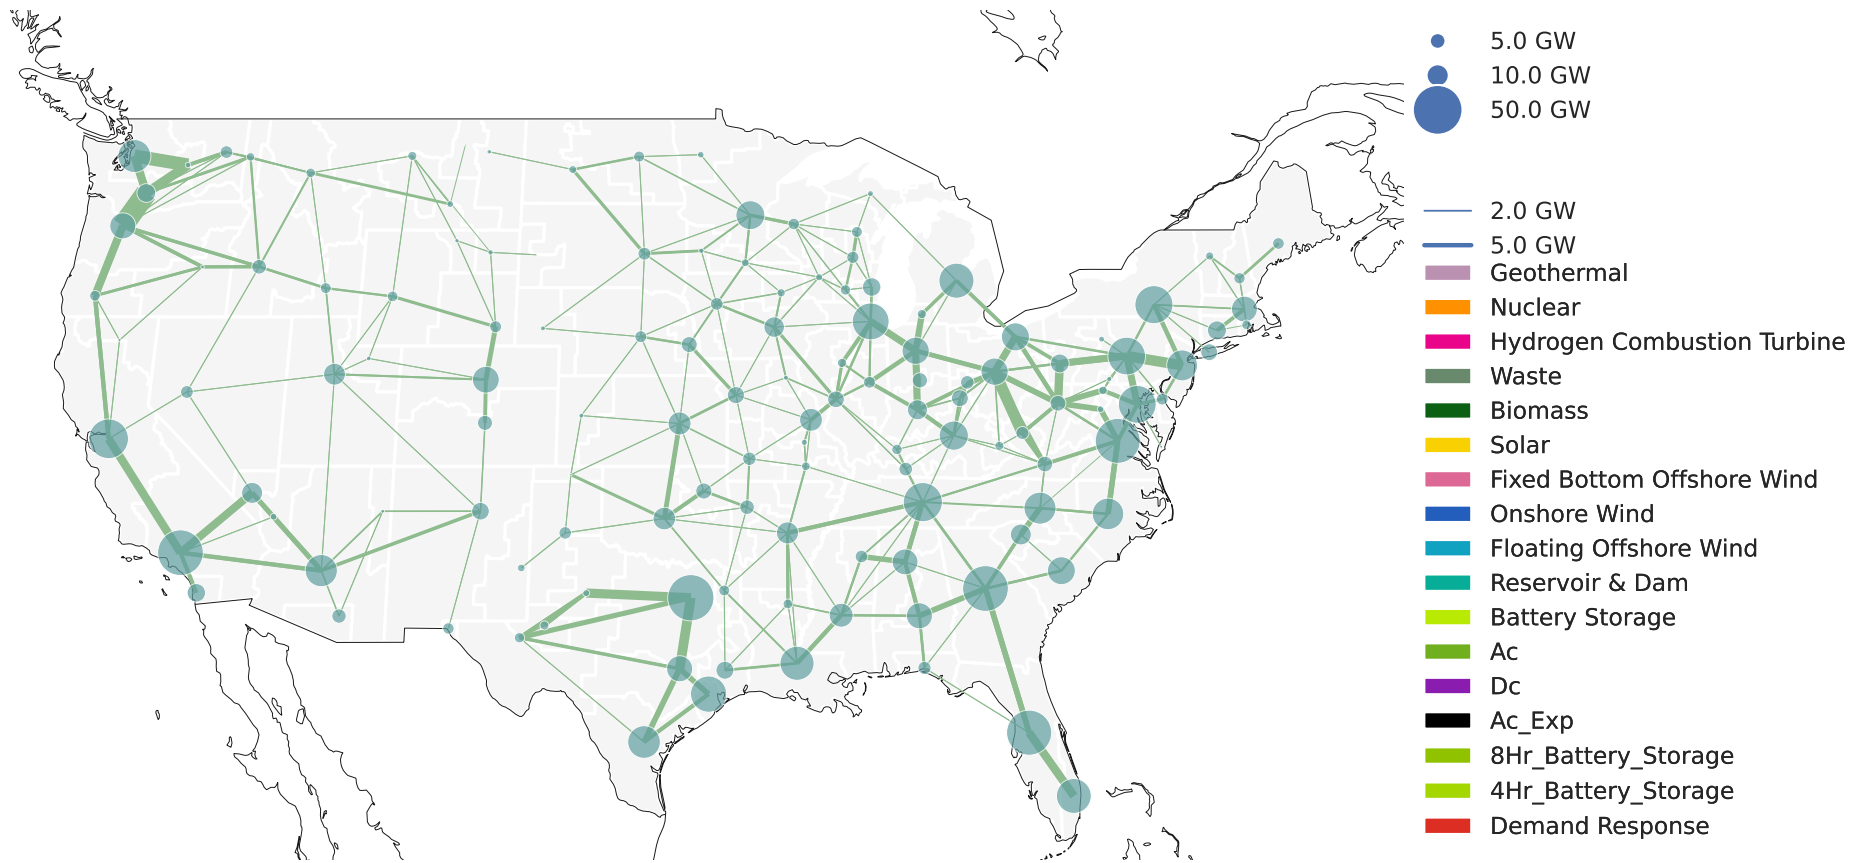 5.0 GW
10.0 GW
50.0 GW
2.0 GW
5.0 GW
Geothermal
Nuclear
Hydrogen Combustion Turbine
Waste
Biomass
Solar
Fixed Bottom Offshore Wind
Onshore Wind
Floating Offshore Wind
Reservoir & Dam
Battery Storage
Ac
Dc
Ac_Exp
8Hr_Battery_Storage
4Hr_Battery_Storage
Demand Response